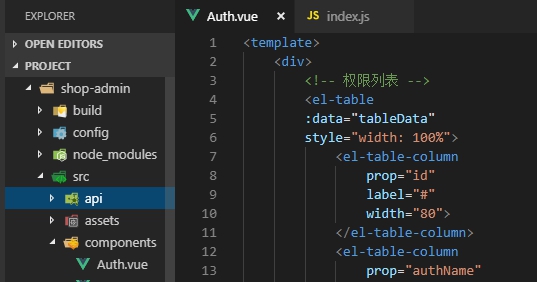 EXPLORER
OPEN EDITORS
PROJECT
shop-admin
build
config
node_modules
src
api
assets
components
Auth.vue
Auth.vue ×
JS index.js
1 <template>
2 <div>
3 <!-- 权限列表 -->
4 <el-table
5 :data="tableData"
6 style="width: 100%">
7 <el-table-column
8 prop="id"
9 label="#"
10 width="80">
11 </el-table-column>
12 <el-table-column
13 prop="authName"